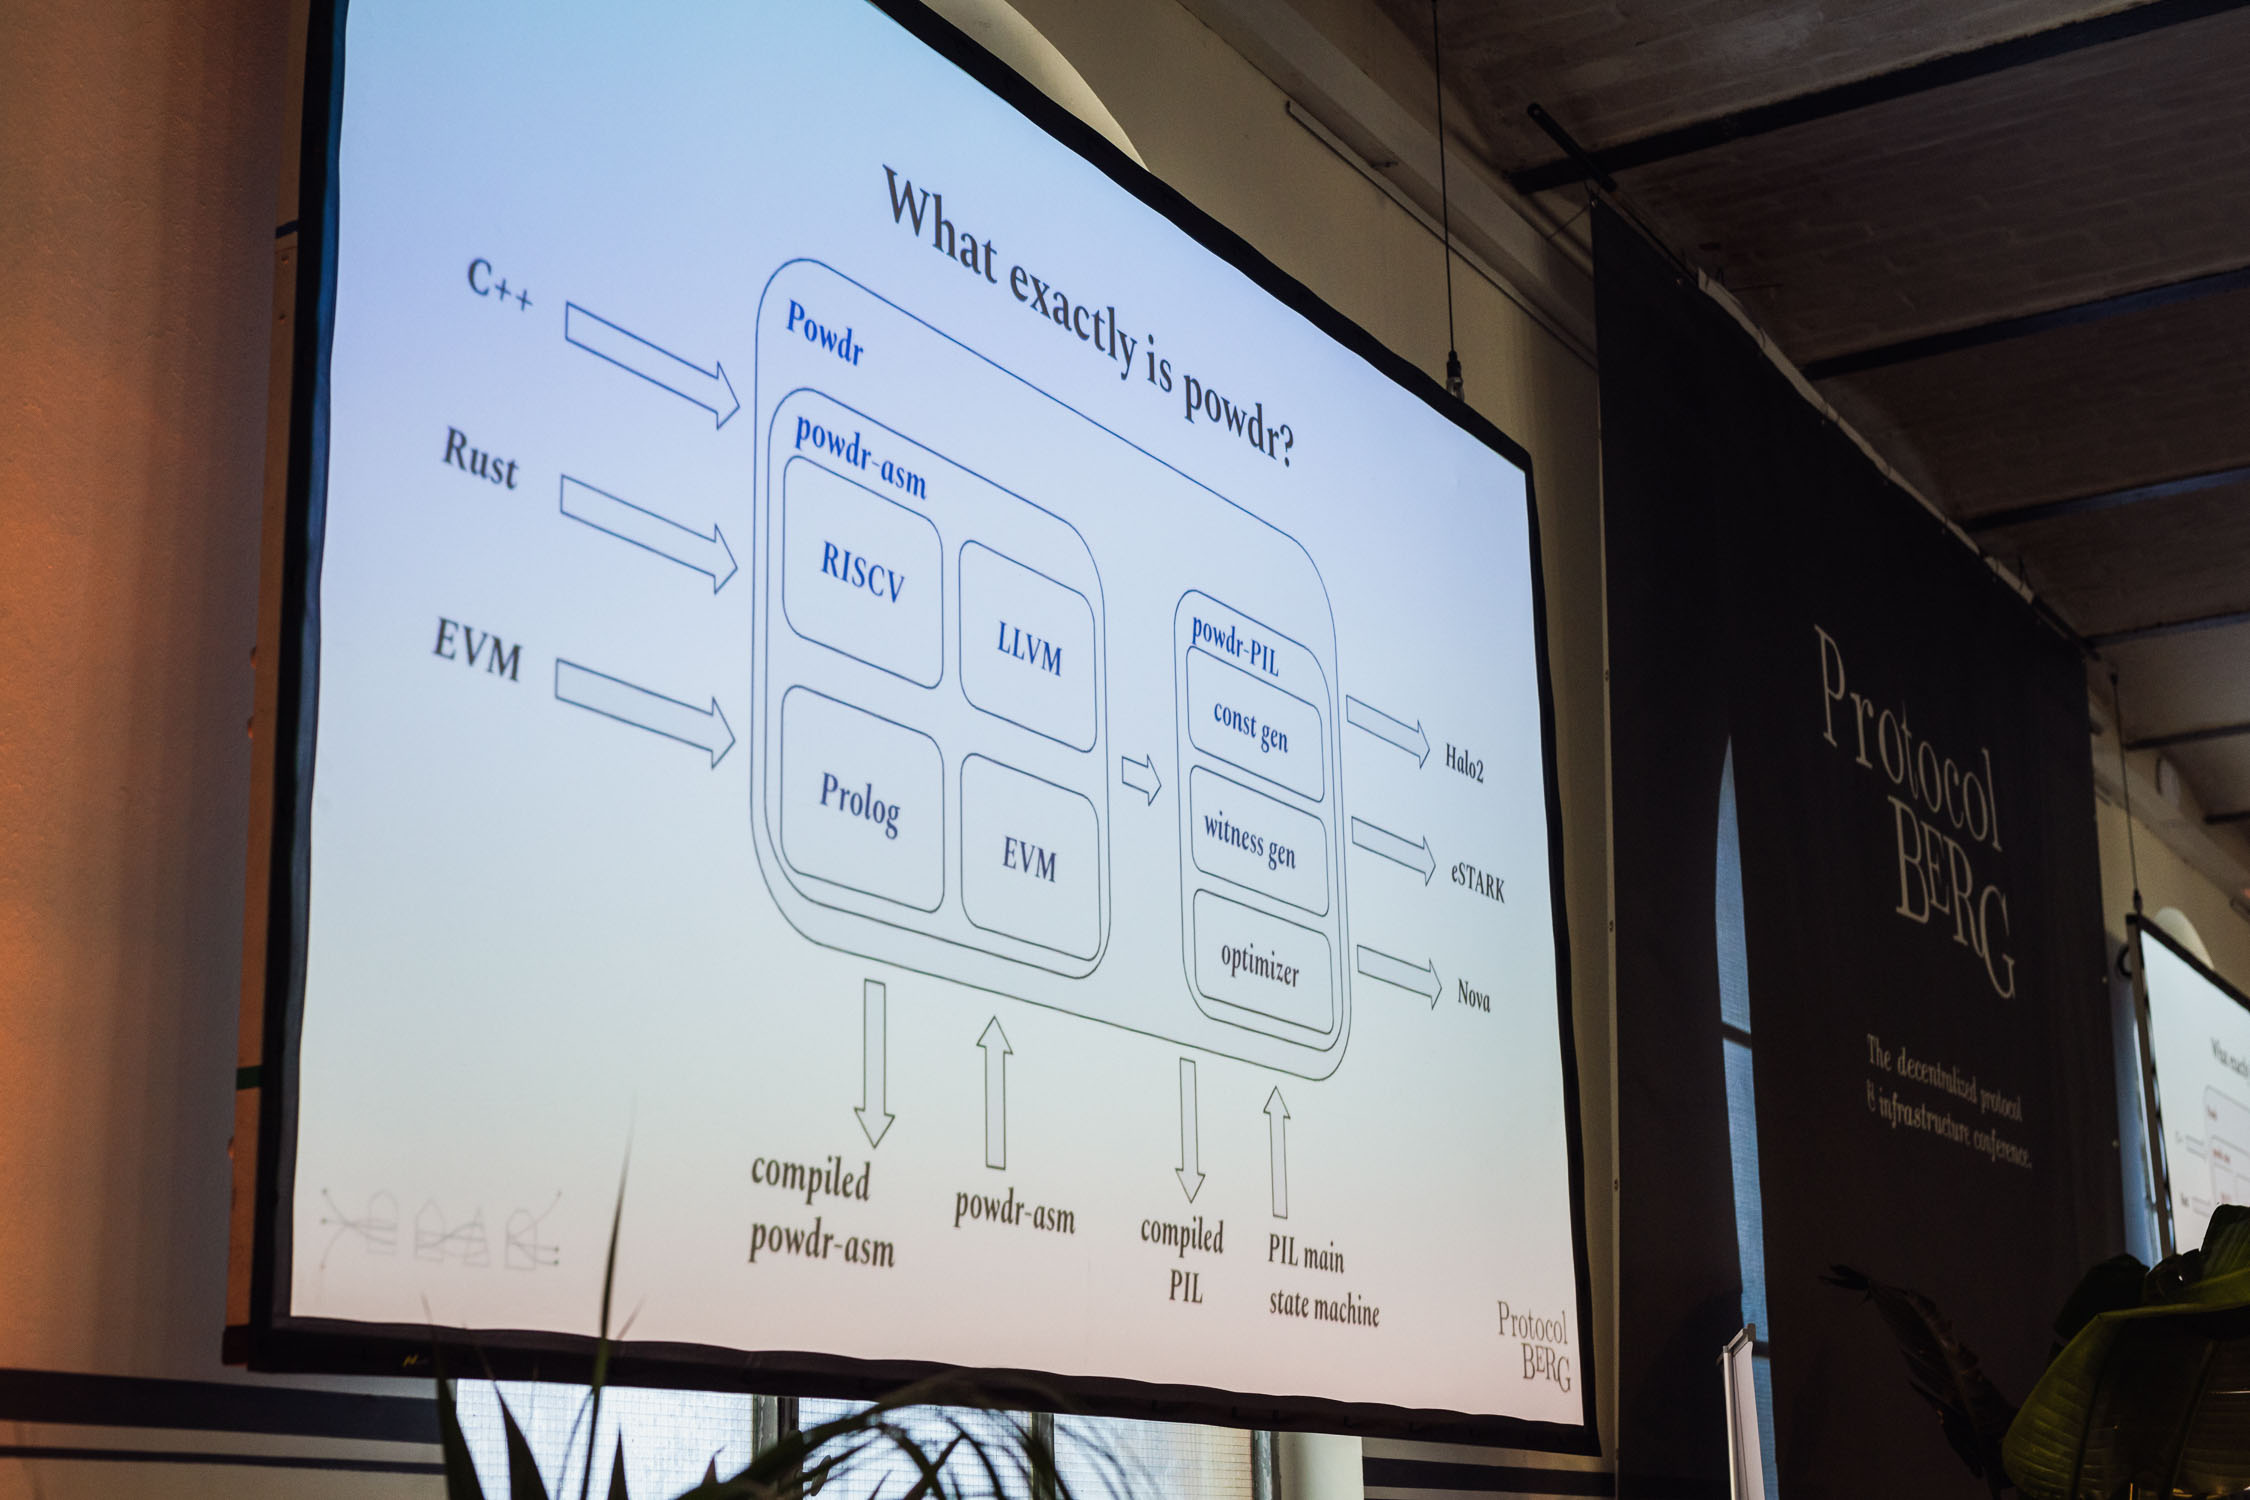 What exactly is powdr?
C++
Rust
EVM
Powdr
powdr-asm
RISCV
LLVM
Prolog
EVM
powdr-PIL
const gen
witness gen
optimizer
Halo2
eSTARK
Nova
compiled
powdr-asm
powdr-asm
compiled
PIL
PIL main
state machine
Protocol
BERG
Protocol
BERG
The decentralized protocol
& infrastructure conference.